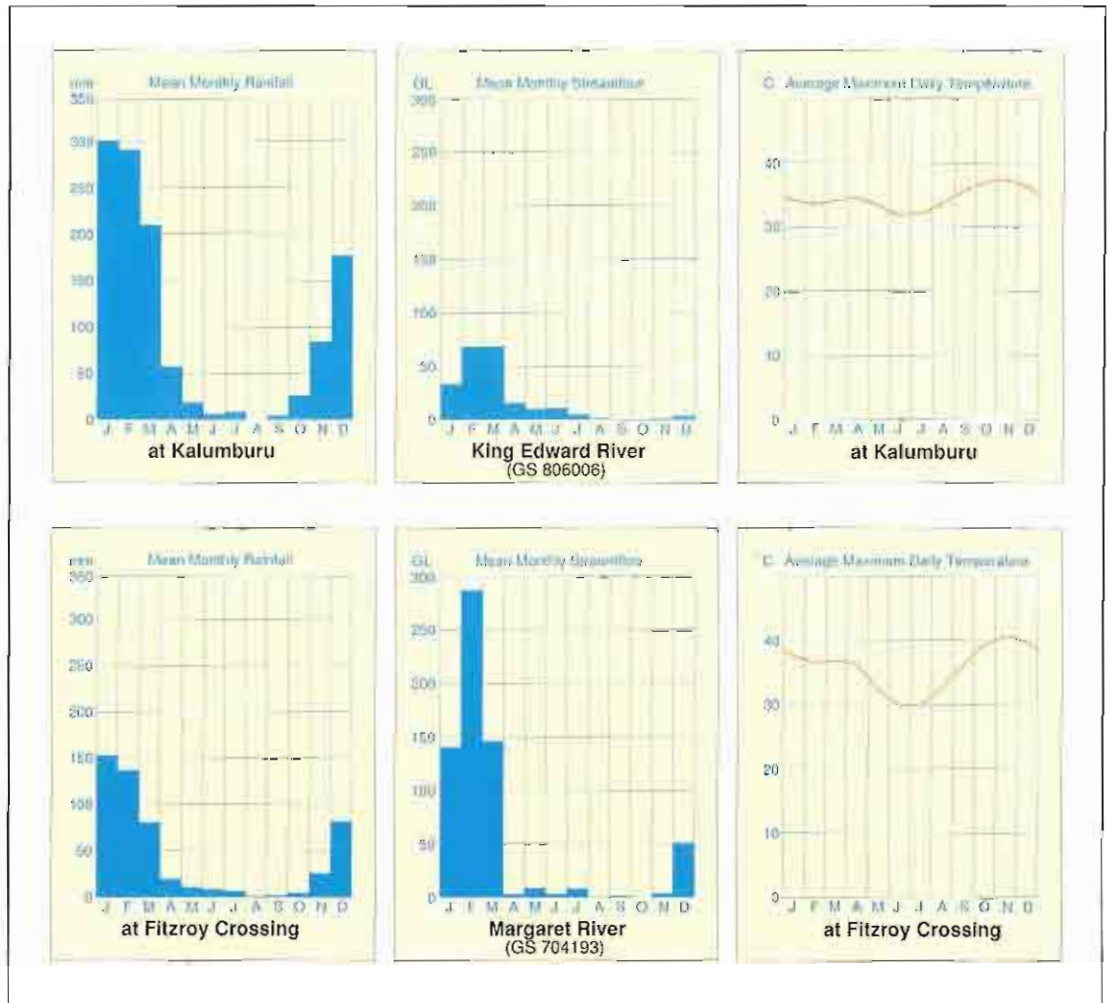 mm Mean Monthly Rainfall
350
300
250
200
150
100
50
0
J F M A M J J A S O N D
at Kalumburu
GL Mean Monthly Streamflow
300
250
200
150
100
50
0
J F M A M J J A S O N D
King Edward River
(GS 806006)
C Average Maximum Daily Temperature
40
30
20
10
0
J F M A M J J A S O N D
at Kalumburu
mm Mean Monthly Rainfall
350
300
250
200
150
100
50
0
J F M A M J J A S O N D
at Fitzroy Crossing
GL Mean Monthly Streamflow
300
250
200
150
100
50
0
J F M A M J J A S O N D
Margaret River
(GS 704193)
C Average Maximum Daily Temperature
40
30
20
10
0
J F M A M J J A S O N D
at Fitzroy Crossing